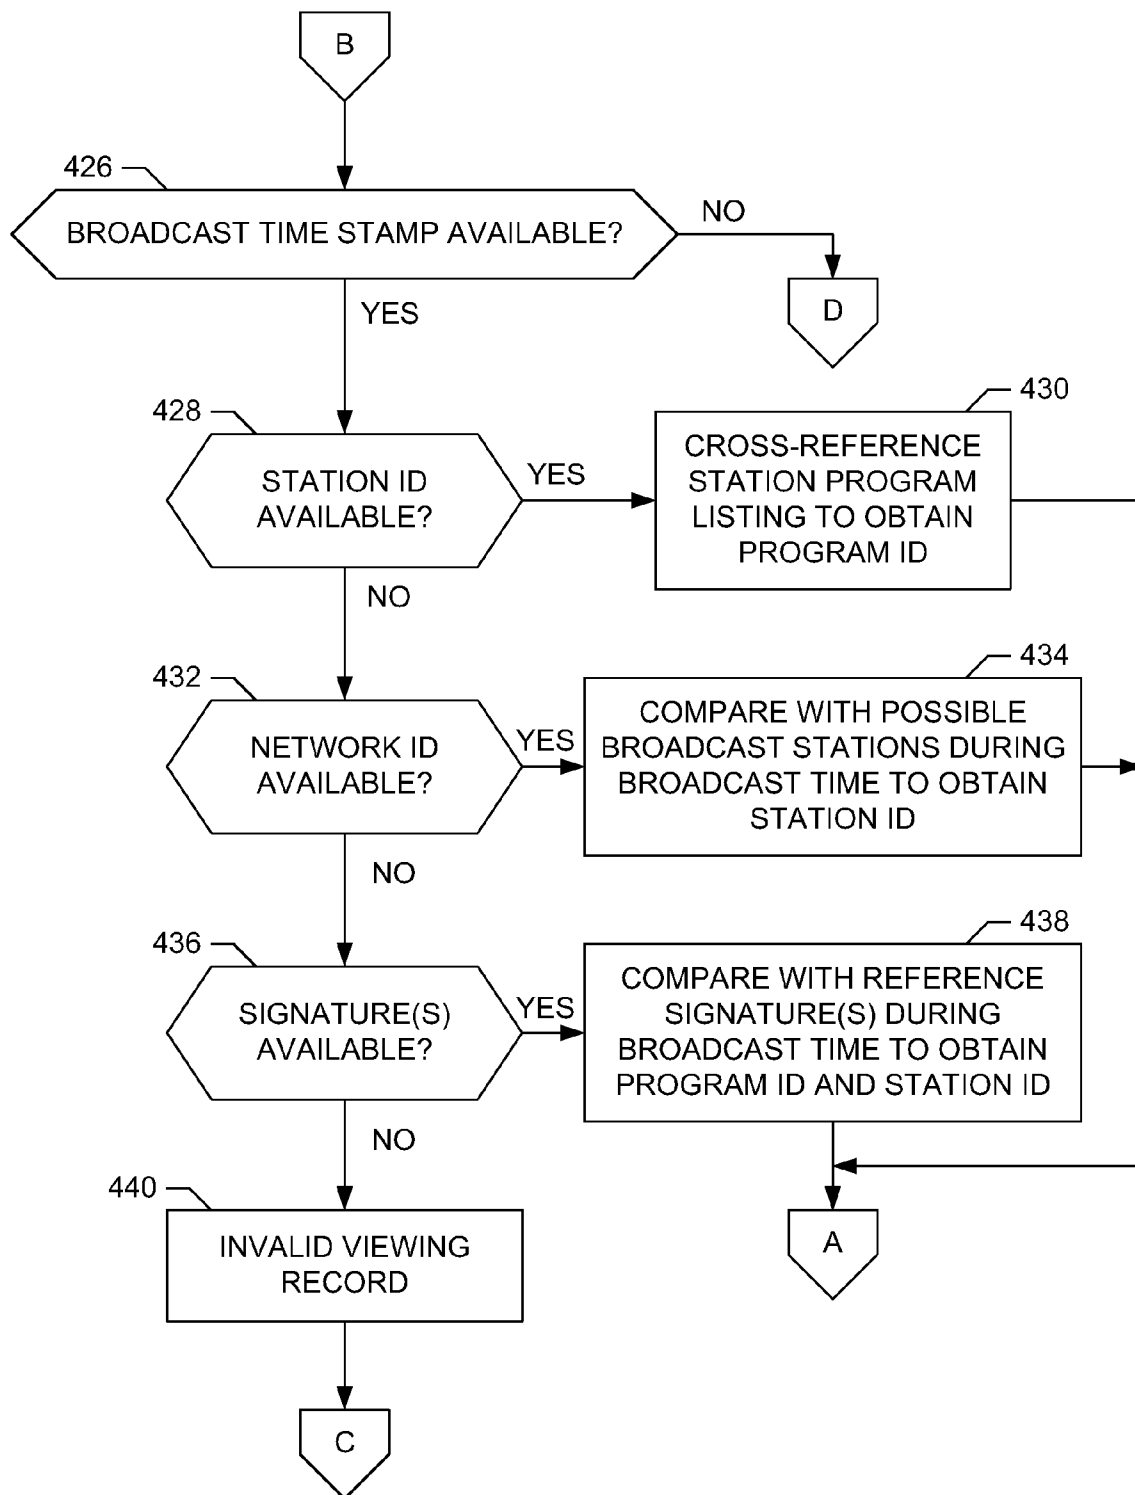 B
426
BROADCAST TIME STAMP AVAILABLE?
NO
D
YES
428
STATION ID
AVAILABLE?
YES
430
CROSS-REFERENCE
STATION PROGRAM
LISTING TO OBTAIN
PROGRAM ID
NO
432
NETWORK ID
AVAILABLE?
YES
434
COMPARE WITH POSSIBLE
BROADCAST STATIONS DURING
BROADCAST TIME TO OBTAIN
STATION ID
NO
436
SIGNATURE(S)
AVAILABLE?
YES
438
COMPARE WITH REFERENCE
SIGNATURE(S) DURING
BROADCAST TIME TO OBTAIN
PROGRAM ID AND STATION ID
NO
440
INVALID VIEWING
RECORD
A
C